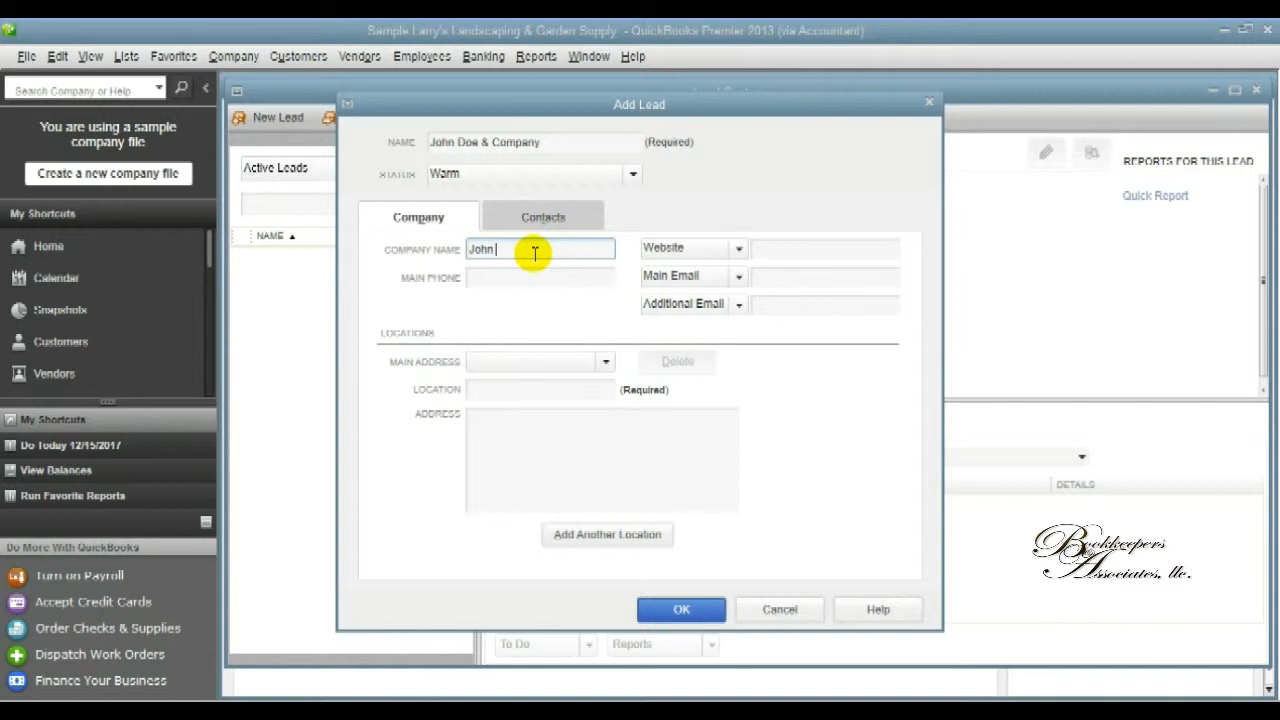 Sample Larry's Landscaping & Garden Supply - QuickBooks Premier 2013 (via Accountant)
File Edit View Lists Favorites Company Customers Vendors Employees Banking Reports Window Help
Search Company or Help
You are using a sample
company file
Create a new company file
My Shortcuts
Home
Calendar
Snapshots
Customers
Vendors
My Shortcuts
Do Today 12/15/2017
View Balances
Run Favorite Reports
Do More With QuickBooks
Turn on Payroll
Accept Credit Cards
Order Checks & Supplies
Dispatch Work Orders
Finance Your Business
New Lead
Active Leads
NAME
Add Lead
NAME John Doe & Company (Required)
STATUS Warm
Company Contacts
COMPANY NAME John Website
MAIN PHONE Main Email
Additional Email
LOCATIONS
MAIN ADDRESS Delete
LOCATION (Required)
ADDRESS
Add Another Location
OK Cancel Help
REPORTS FOR THIS LEAD
Quick Report
DETAILS
To Do Reports
Bookkeepers
Associates, llc.